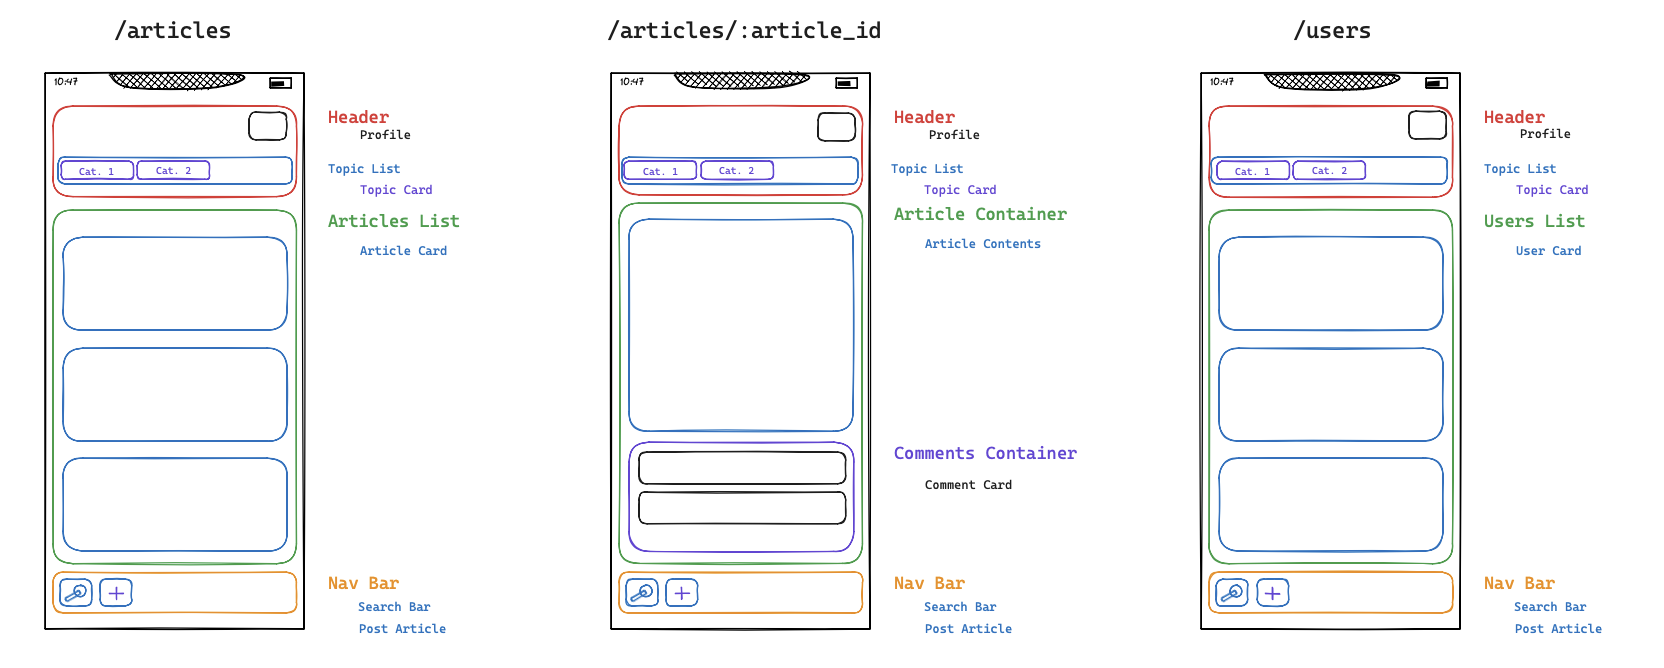 /articles
10:47
Cat. 1
Cat. 2
Header
Profile
Topic List
Topic Card
Articles List
Article Card
Nav Bar
Search Bar
Post Article
/articles/:article_id
10:47
Cat. 1
Cat. 2
Header
Profile
Topic List
Topic Card
Article Container
Article Contents
Comments Container
Comment Card
Nav Bar
Search Bar
Post Article
/users
10:47
Cat. 1
Cat. 2
Header
Profile
Topic List
Topic Card
Users List
User Card
Nav Bar
Search Bar
Post Article